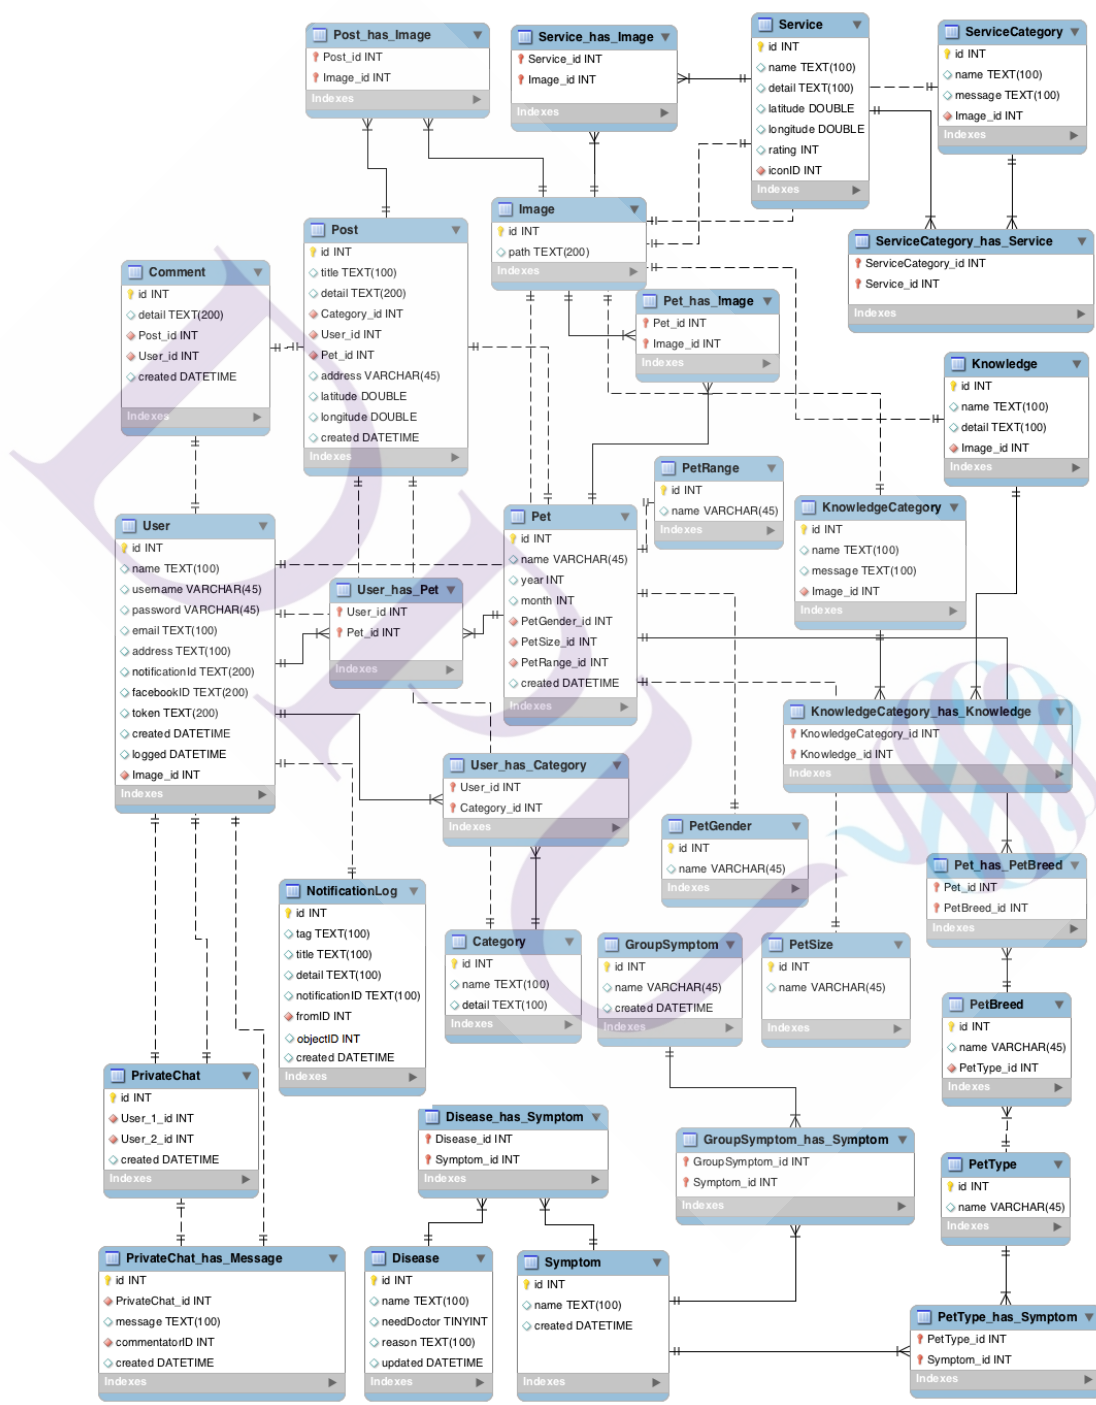 Post_has_Image
Post_id INT
Image_id INT
Indexes
Service_has_Image
Service_id INT
Image_id INT
Indexes
Service
id INT
name TEXT(100)
detail TEXT(100)
latitude DOUBLE
longitude DOUBLE
rating INT
iconID INT
Indexes
ServiceCategory
id INT
name TEXT(100)
message TEXT(100)
Image_id INT
Indexes
Image
id INT
path TEXT(200)
Indexes
ServiceCategory_has_Service
ServiceCategory_id INT
Service_id INT
Indexes
Post
id INT
title TEXT(100)
detail TEXT(200)
Category_id INT
User_id INT
Pet_id INT
address VARCHAR(45)
latitude DOUBLE
longitude DOUBLE
created DATETIME
Indexes
Comment
id INT
detail TEXT(200)
Post_id INT
User_id INT
created DATETIME
Indexes
Pet_has_Image
Pet_id INT
Image_id INT
Indexes
Knowledge
id INT
name TEXT(100)
detail TEXT(100)
Image_id INT
Indexes
PetRange
id INT
name VARCHAR(45)
Indexes
KnowledgeCategory
id INT
name TEXT(100)
message TEXT(100)
Image_id INT
Indexes
User
id INT
name TEXT(100)
username VARCHAR(45)
password VARCHAR(45)
email TEXT(100)
address TEXT(100)
notificationId TEXT(200)
facebookID TEXT(200)
token TEXT(200)
created DATETIME
logged DATETIME
Image_id INT
Indexes
Pet
id INT
name VARCHAR(45)
year INT
month INT
PetGender_id INT
PetSize_id INT
PetRange_id INT
created DATETIME
Indexes
User_has_Pet
User_id INT
Pet_id INT
Indexes
KnowledgeCategory_has_Knowledge
KnowledgeCategory_id INT
Knowledge_id INT
Indexes
User_has_Category
User_id INT
Category_id INT
Indexes
PetGender
id INT
name VARCHAR(45)
Indexes
Pet_has_PetBreed
Pet_id INT
PetBreed_id INT
Indexes
NotificationLog
id INT
tag TEXT(100)
title TEXT(100)
detail TEXT(100)
notificationID TEXT(100)
fromID INT
objectID INT
created DATETIME
Indexes
Category
id INT
name TEXT(100)
detail TEXT(100)
Indexes
GroupSymptom
id INT
name VARCHAR(45)
created DATETIME
Indexes
PetSize
id INT
name VARCHAR(45)
Indexes
PetBreed
id INT
name VARCHAR(45)
PetType_id INT
Indexes
PrivateChat
id INT
User_1_id INT
User_2_id INT
created DATETIME
Indexes
Disease_has_Symptom
Disease_id INT
Symptom_id INT
Indexes
GroupSymptom_has_Symptom
GroupSymptom_id INT
Symptom_id INT
Indexes
PetType
id INT
name VARCHAR(45)
Indexes
PrivateChat_has_Message
id INT
PrivateChat_id INT
message TEXT(100)
commentatorID INT
created DATETIME
Indexes
Disease
id INT
name TEXT(100)
needDoctor TINYINT
reason TEXT(100)
updated DATETIME
Indexes
Symptom
id INT
name TEXT(100)
created DATETIME
Indexes
PetType_has_Symptom
PetType_id INT
Symptom_id INT
Indexes
DPU